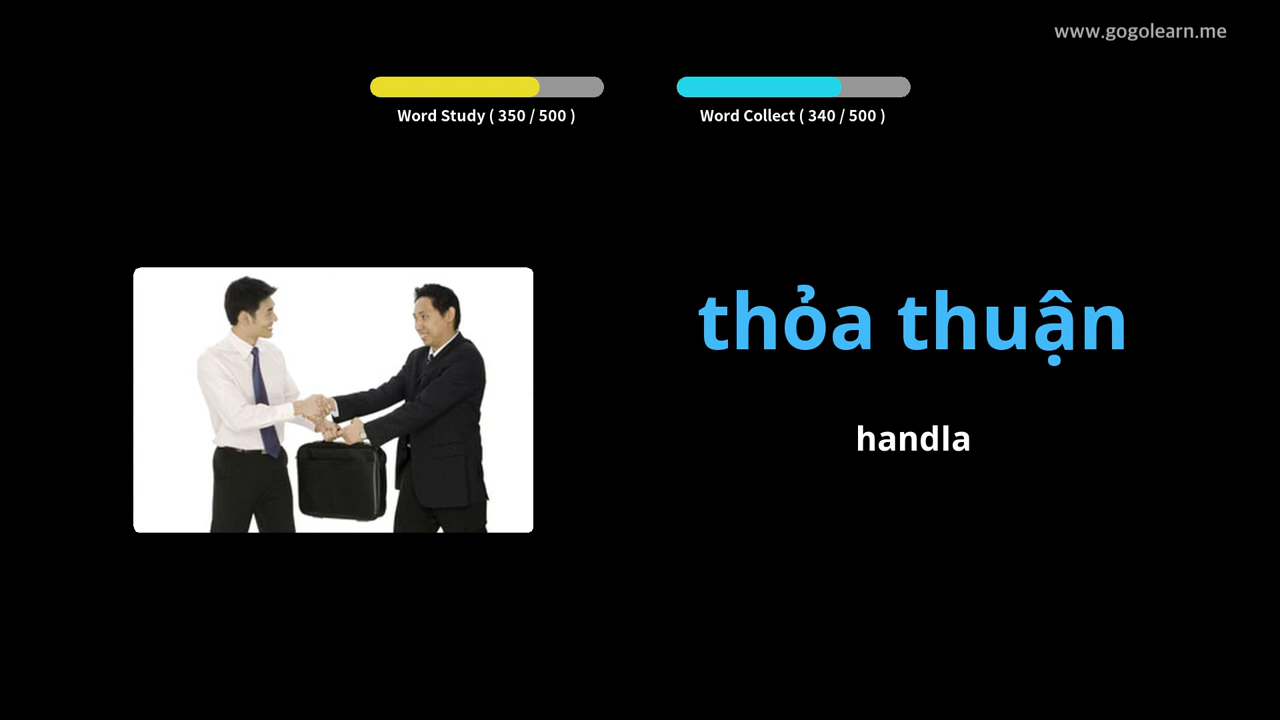 www.gogolearn.me
Word Study ( 350 / 500 )
Word Collect ( 340 / 500 )
thỏa thuận
handla